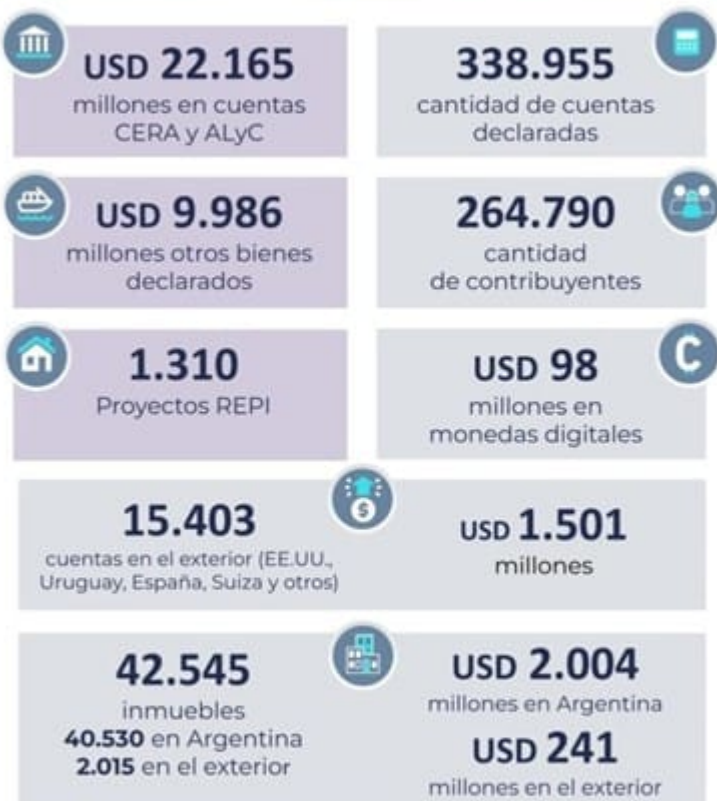 USD 22.165
millones en cuentas
CERA y ALyC
338.955
cantidad de cuentas
declaradas
USD 9.986
millones otros bienes
declarados
264.790
cantidad
de contribuyentes
1.310
Proyectos REPI
USD 98
millones en
monedas digitales
15.403
cuentas en el exterior (EE.UU.,
Uruguay, España, Suiza y otros)
USD 1.501
millones
42.545
inmuebles
40.530 en Argentina
2.015 en el exterior
USD 2.004
millones en Argentina
USD 241
millones en el exterior